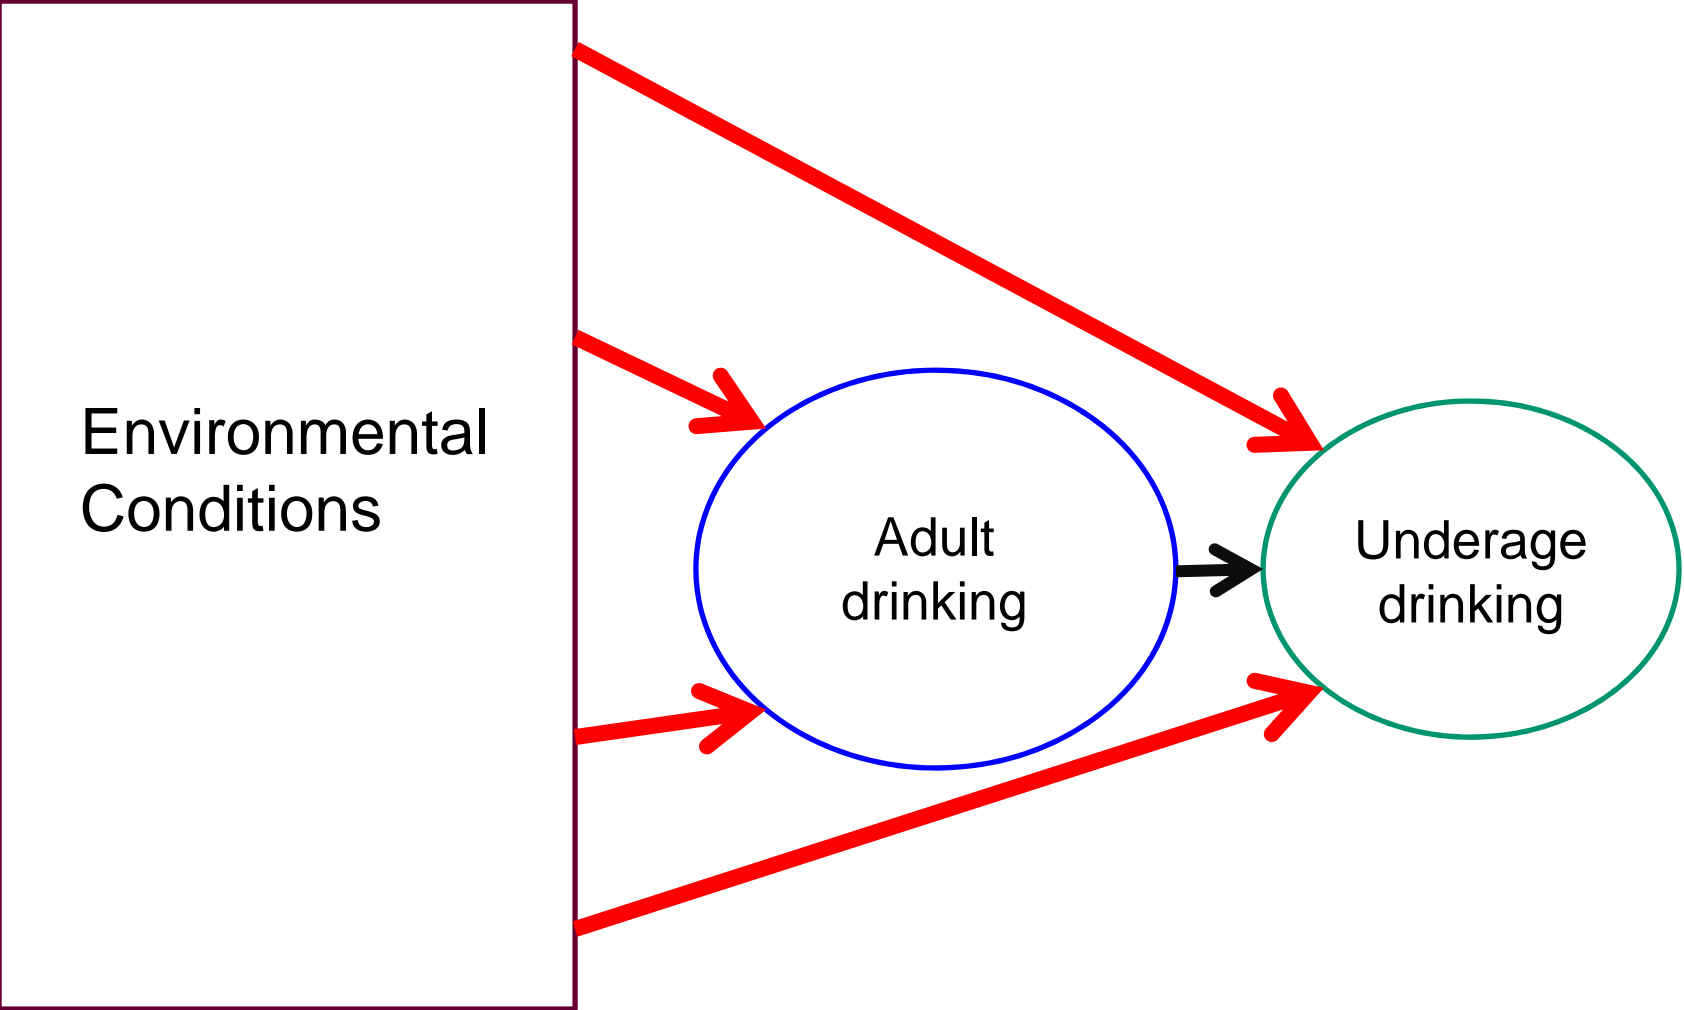 Environmental
Conditions
Adult
drinking
Underage
drinking